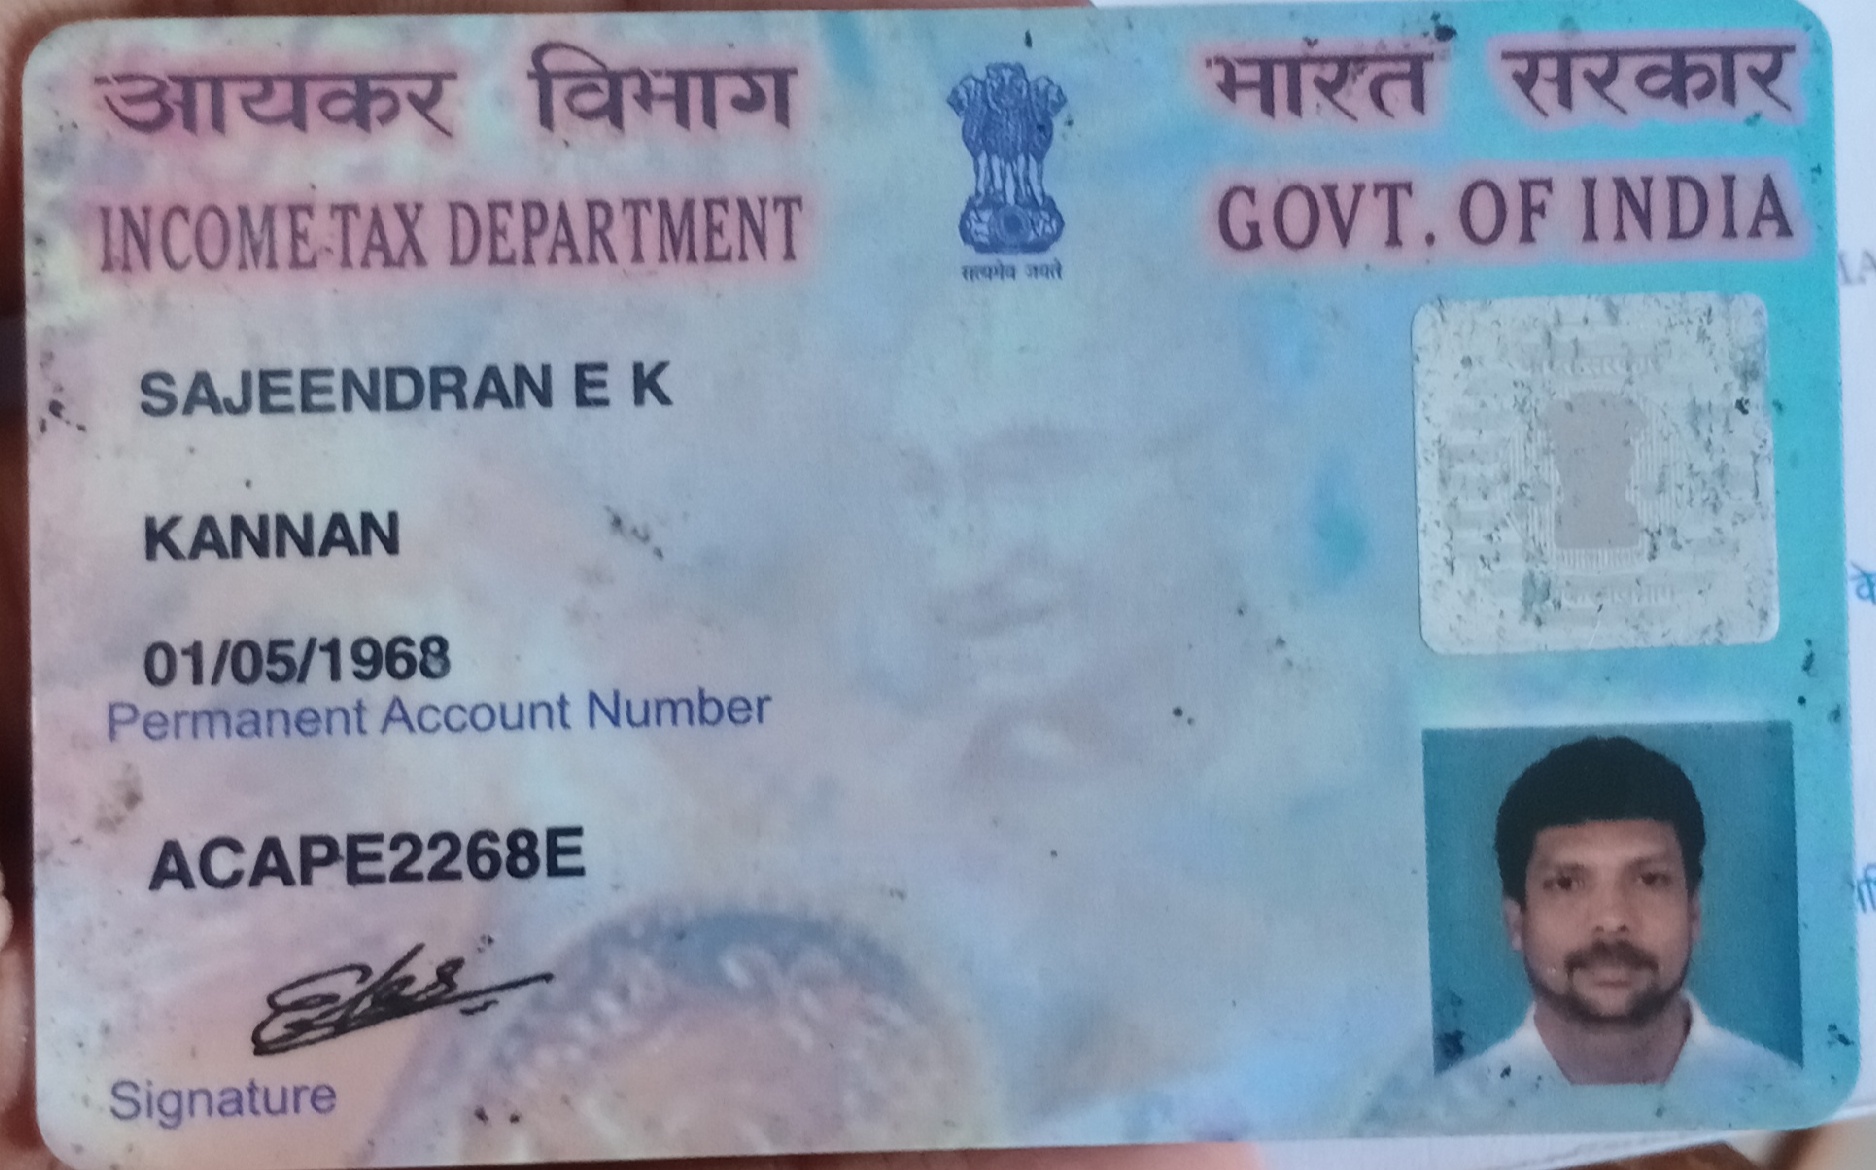 आयकर विभाग
INCOME TAX DEPARTMENT
सत्यमेव जयते
भारत सरकार
GOVT. OF INDIA
SAJEENDRAN E K
KANNAN
01/05/1968
Permanent Account Number
ACAPE2268E
Signature